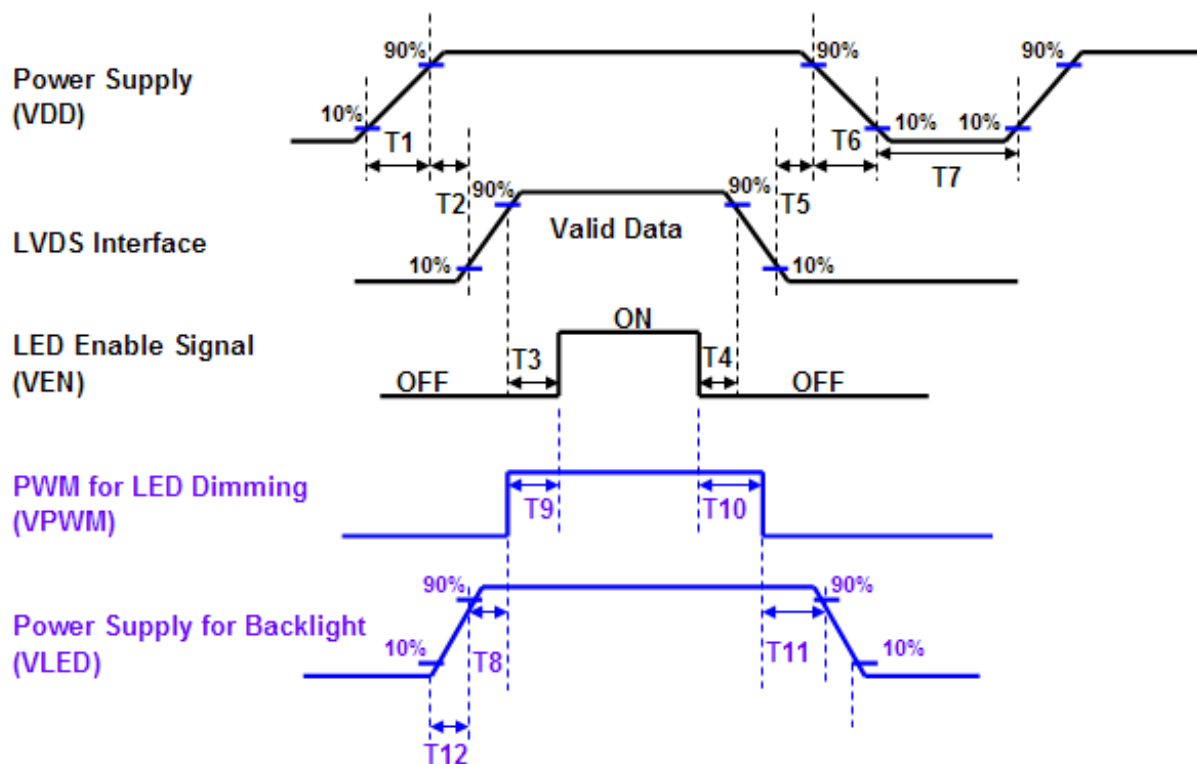 90%
90%
90%
Power Supply
(VDD)
10%
10%
10%
T1
T6
T7
90%
T2
90%
T5
Valid Data
LVDS Interface
10%
10%
ON
LED Enable Signal
(VEN)
T3
T4
OFF
OFF
PWM for LED Dimming
(VPWM)
T9
T10
90%
90%
Power Supply for Backlight
(VLED)
10%
T8
T11
10%
T12